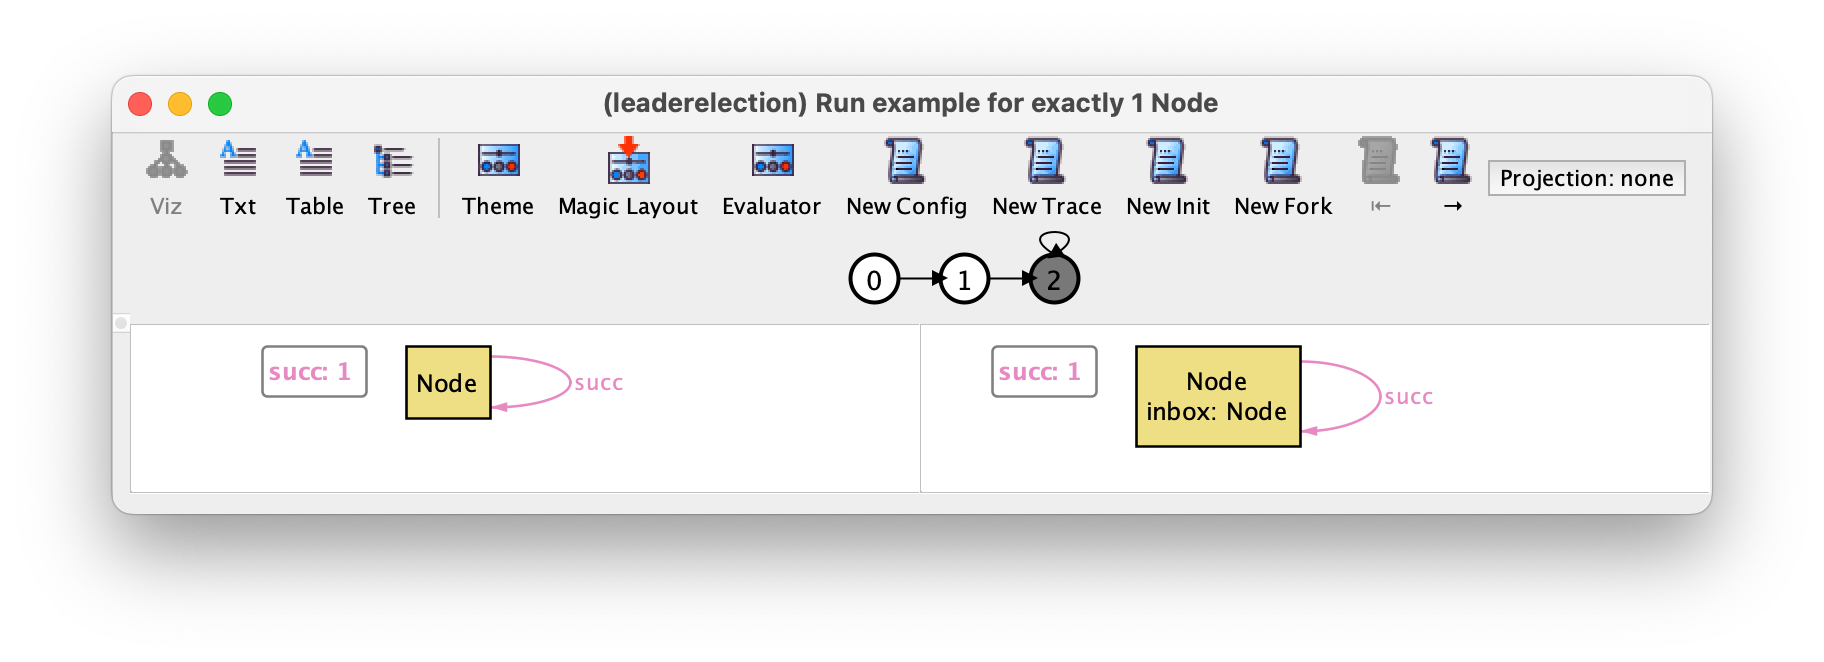 (leaderelection) Run example for exactly 1 Node
Viz Txt Table Tree Theme Magic Layout Evaluator New Config New Trace New Init New Fork Projection: none
0 1 2
succ: 1
Node
succ
succ: 1
Node
inbox: Node
succ